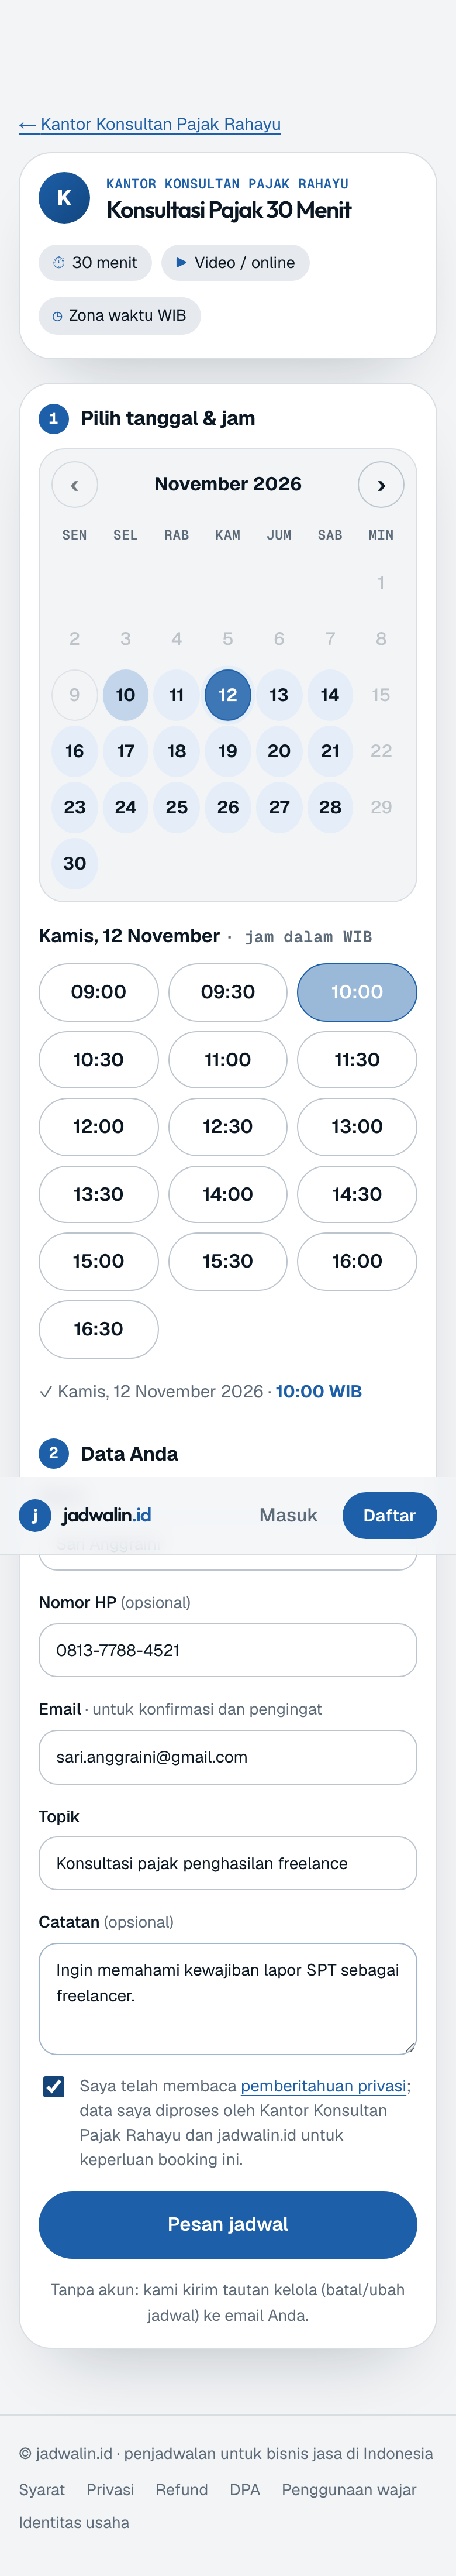 ← Kantor Konsultan Pajak Rahayu
K
KANTOR KONSULTAN PAJAK RAHAYU
Konsultasi Pajak 30 Menit
30 menit
Video / online
Zona waktu WIB
1 Pilih tanggal & jam
‹ November 2026 ›
SEN SEL RAB KAM JUM SAB MIN
1
2 3 4 5 6 7 8
9 10 11 12 13 14 15
16 17 18 19 20 21 22
23 24 25 26 27 28 29
30
Kamis, 12 November · jam dalam WIB
09:00 09:30 10:00
10:30 11:00 11:30
12:00 12:30 13:00
13:30 14:00 14:30
15:00 15:30 16:00
16:30
✓ Kamis, 12 November 2026 · 10:00 WIB
2 Data Anda
j jadwalin.id Masuk Daftar
Nomor HP (opsional)
0813-7788-4521
Email · untuk konfirmasi dan pengingat
sari.anggraini@gmail.com
Topik
Konsultasi pajak penghasilan freelance
Catatan (opsional)
Ingin memahami kewajiban lapor SPT sebagai
freelancer.
Saya telah membaca pemberitahuan privasi;
data saya diproses oleh Kantor Konsultan
Pajak Rahayu dan jadwalin.id untuk
keperluan booking ini.
Pesan jadwal
Tanpa akun: kami kirim tautan kelola (batal/ubah
jadwal) ke email Anda.
© jadwalin.id · penjadwalan untuk bisnis jasa di Indonesia
Syarat Privasi Refund DPA Penggunaan wajar
Identitas usaha